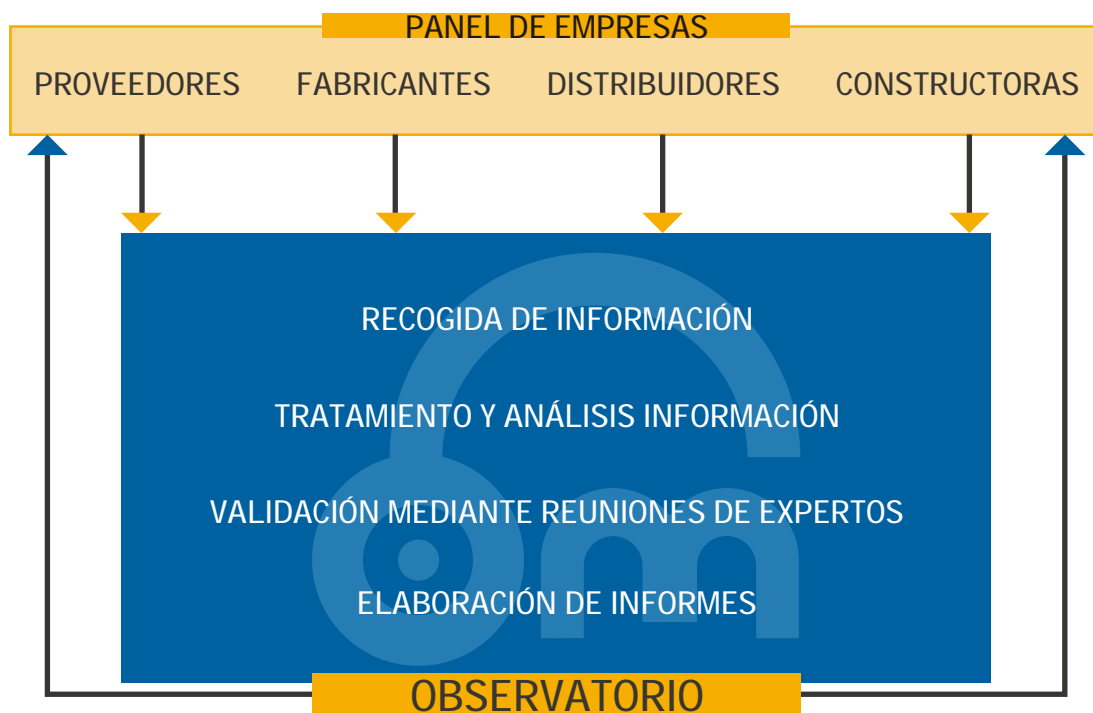 PANEL DE EMPRESAS
PROVEEDORES FABRICANTES DISTRIBUIDORES CONSTRUCTORAS
RECOGIDA DE INFORMACIÓN
TRATAMIENTO Y ANÁLISIS INFORMACIÓN
VALIDACIÓN MEDIANTE REUNIONES DE EXPERTOS
ELABORACIÓN DE INFORMES
m
OBSERVATORIO